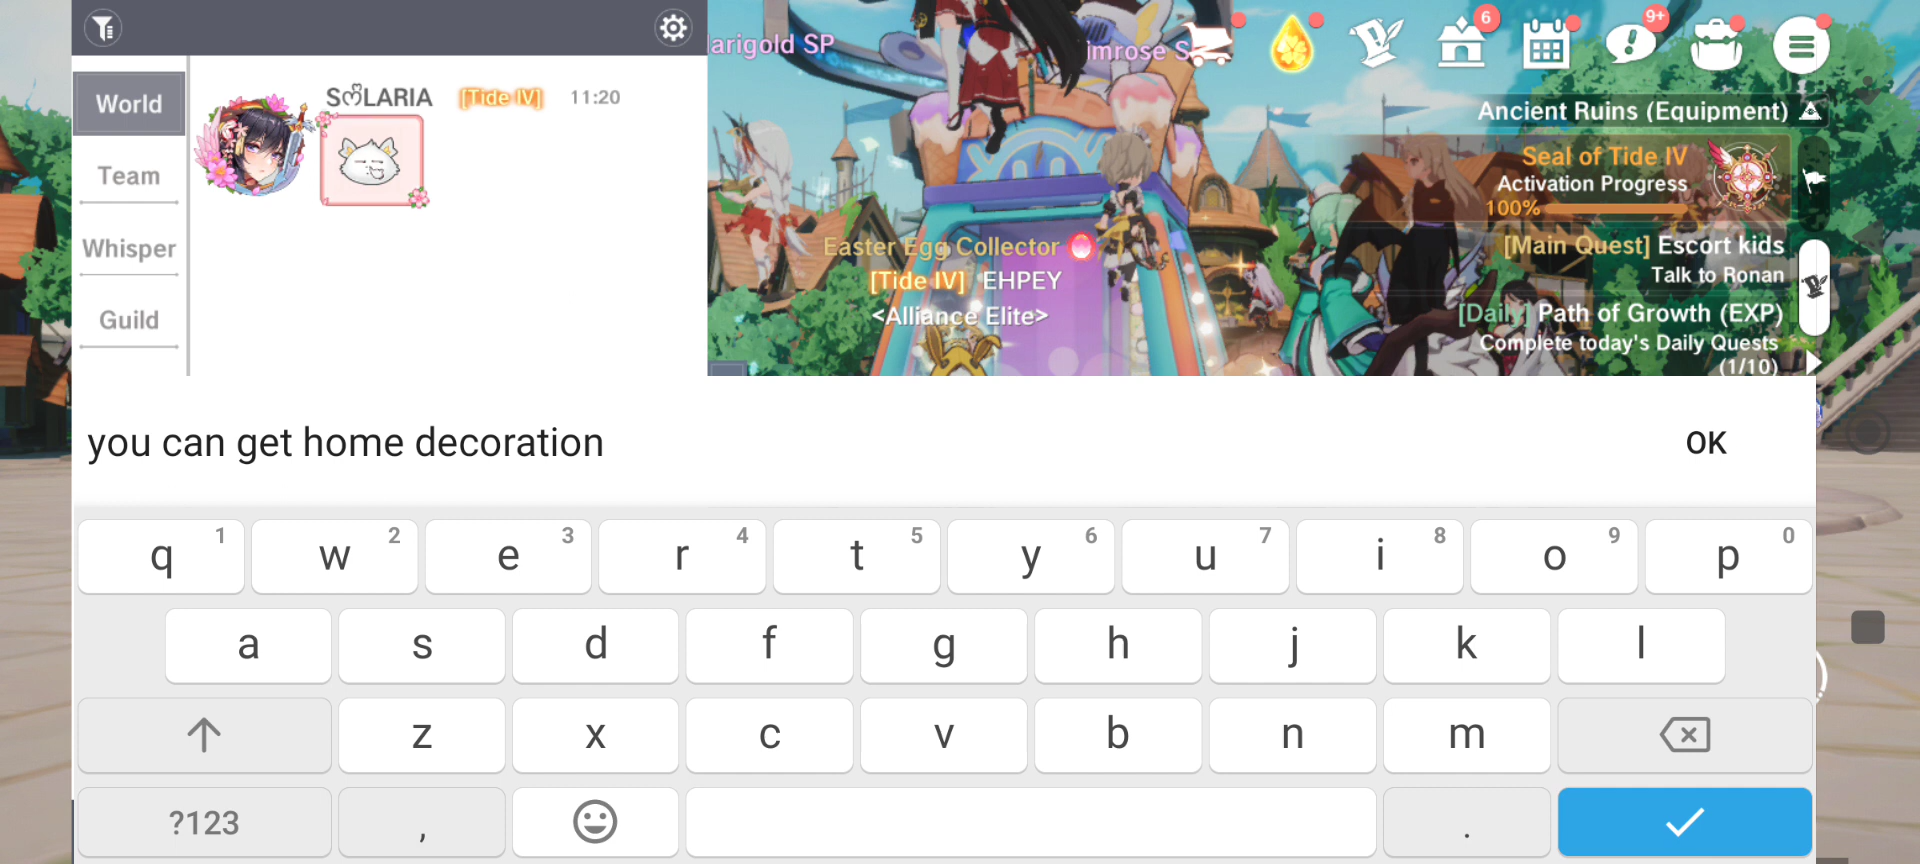 World
Team
Whisper
Guild
SOLARIA [Tide IV] 11:20
larigold SP
imrose S
6
9+
Ancient Ruins (Equipment)
Seal of Tide IV
Activation Progress
100%
[Main Quest] Escort kids
Talk to Ronan
[Daily] Path of Growth (EXP)
Complete today's Daily Quests
(1/10)
Easter Egg Collector
[Tide IV] EHPEY
<Alliance Elite>
you can get home decoration
OK
q 1 w 2 e 3 r 4 t 5 y 6 u 7 i 8 o 9 p 0
a s d f g h j k l
z x c v b n m
?123 , .